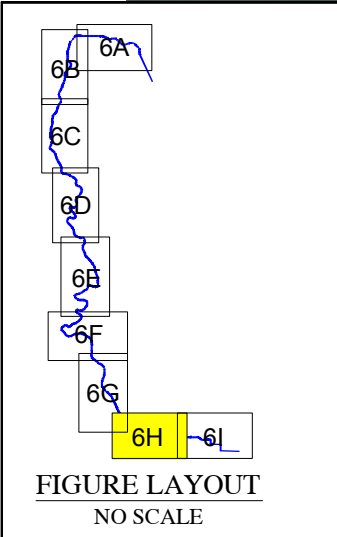 6A
6B
6C
6D
6E
6F
6G
6H
6I
FIGURE LAYOUT
NO SCALE